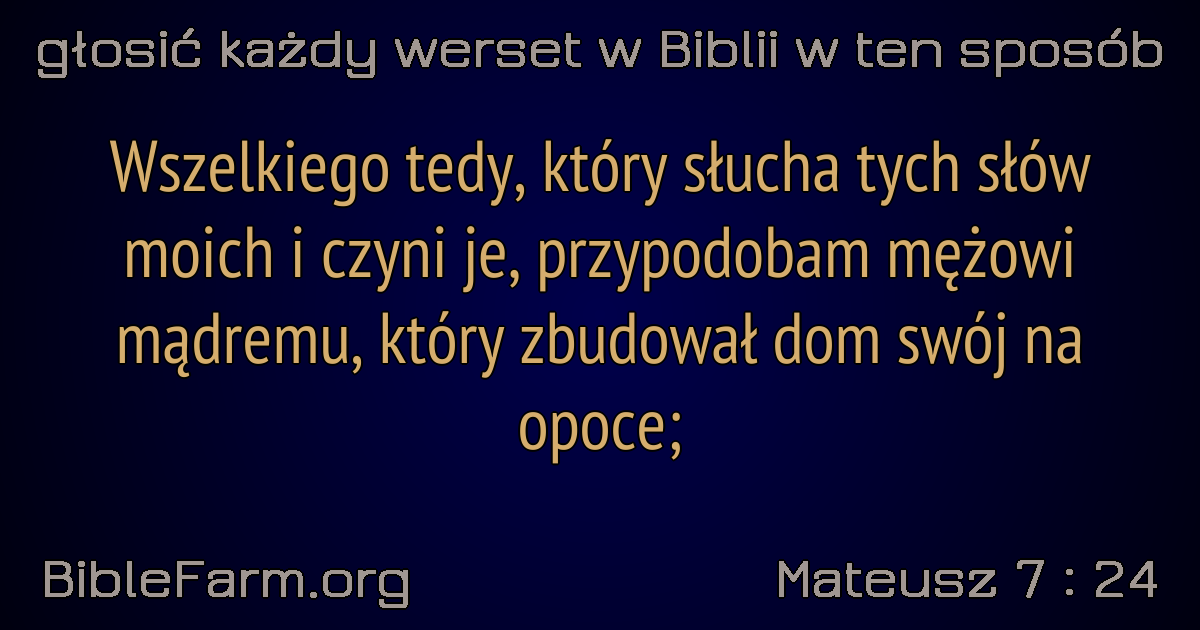 głosić każdy werset w Biblii w ten sposób
Wszelkiego tedy, który słucha tych słów
moich i czyni je, przypodobam mężowi
mądremu, który zbudował dom swój na
opoce;
BibleFarm.org
Mateusz 7 : 24